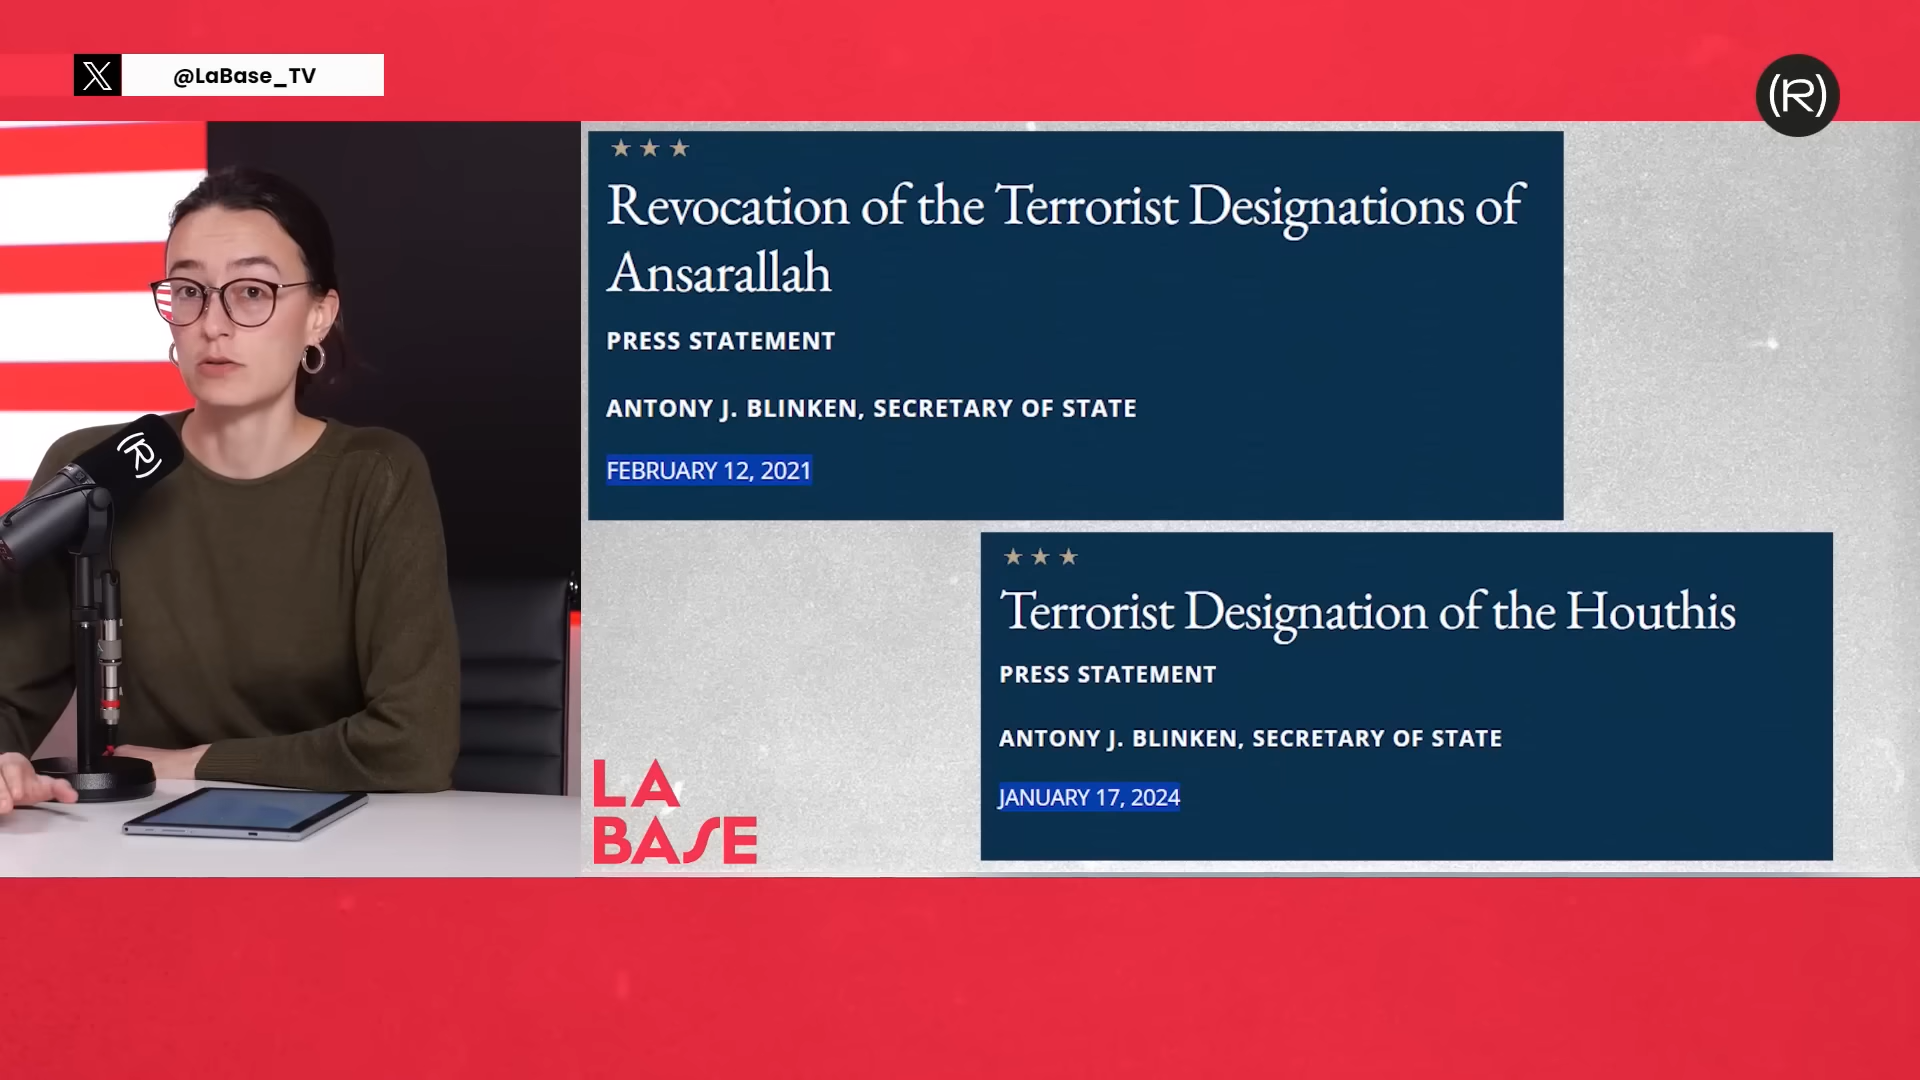 @LaBase_TV
(R)
Revocation of the Terrorist Designations of
Ansarallah
PRESS STATEMENT
ANTONY J. BLINKEN, SECRETARY OF STATE
FEBRUARY 12, 2021
Terrorist Designation of the Houthis
PRESS STATEMENT
ANTONY J. BLINKEN, SECRETARY OF STATE
JANUARY 17, 2024
(R)
LA
BASE